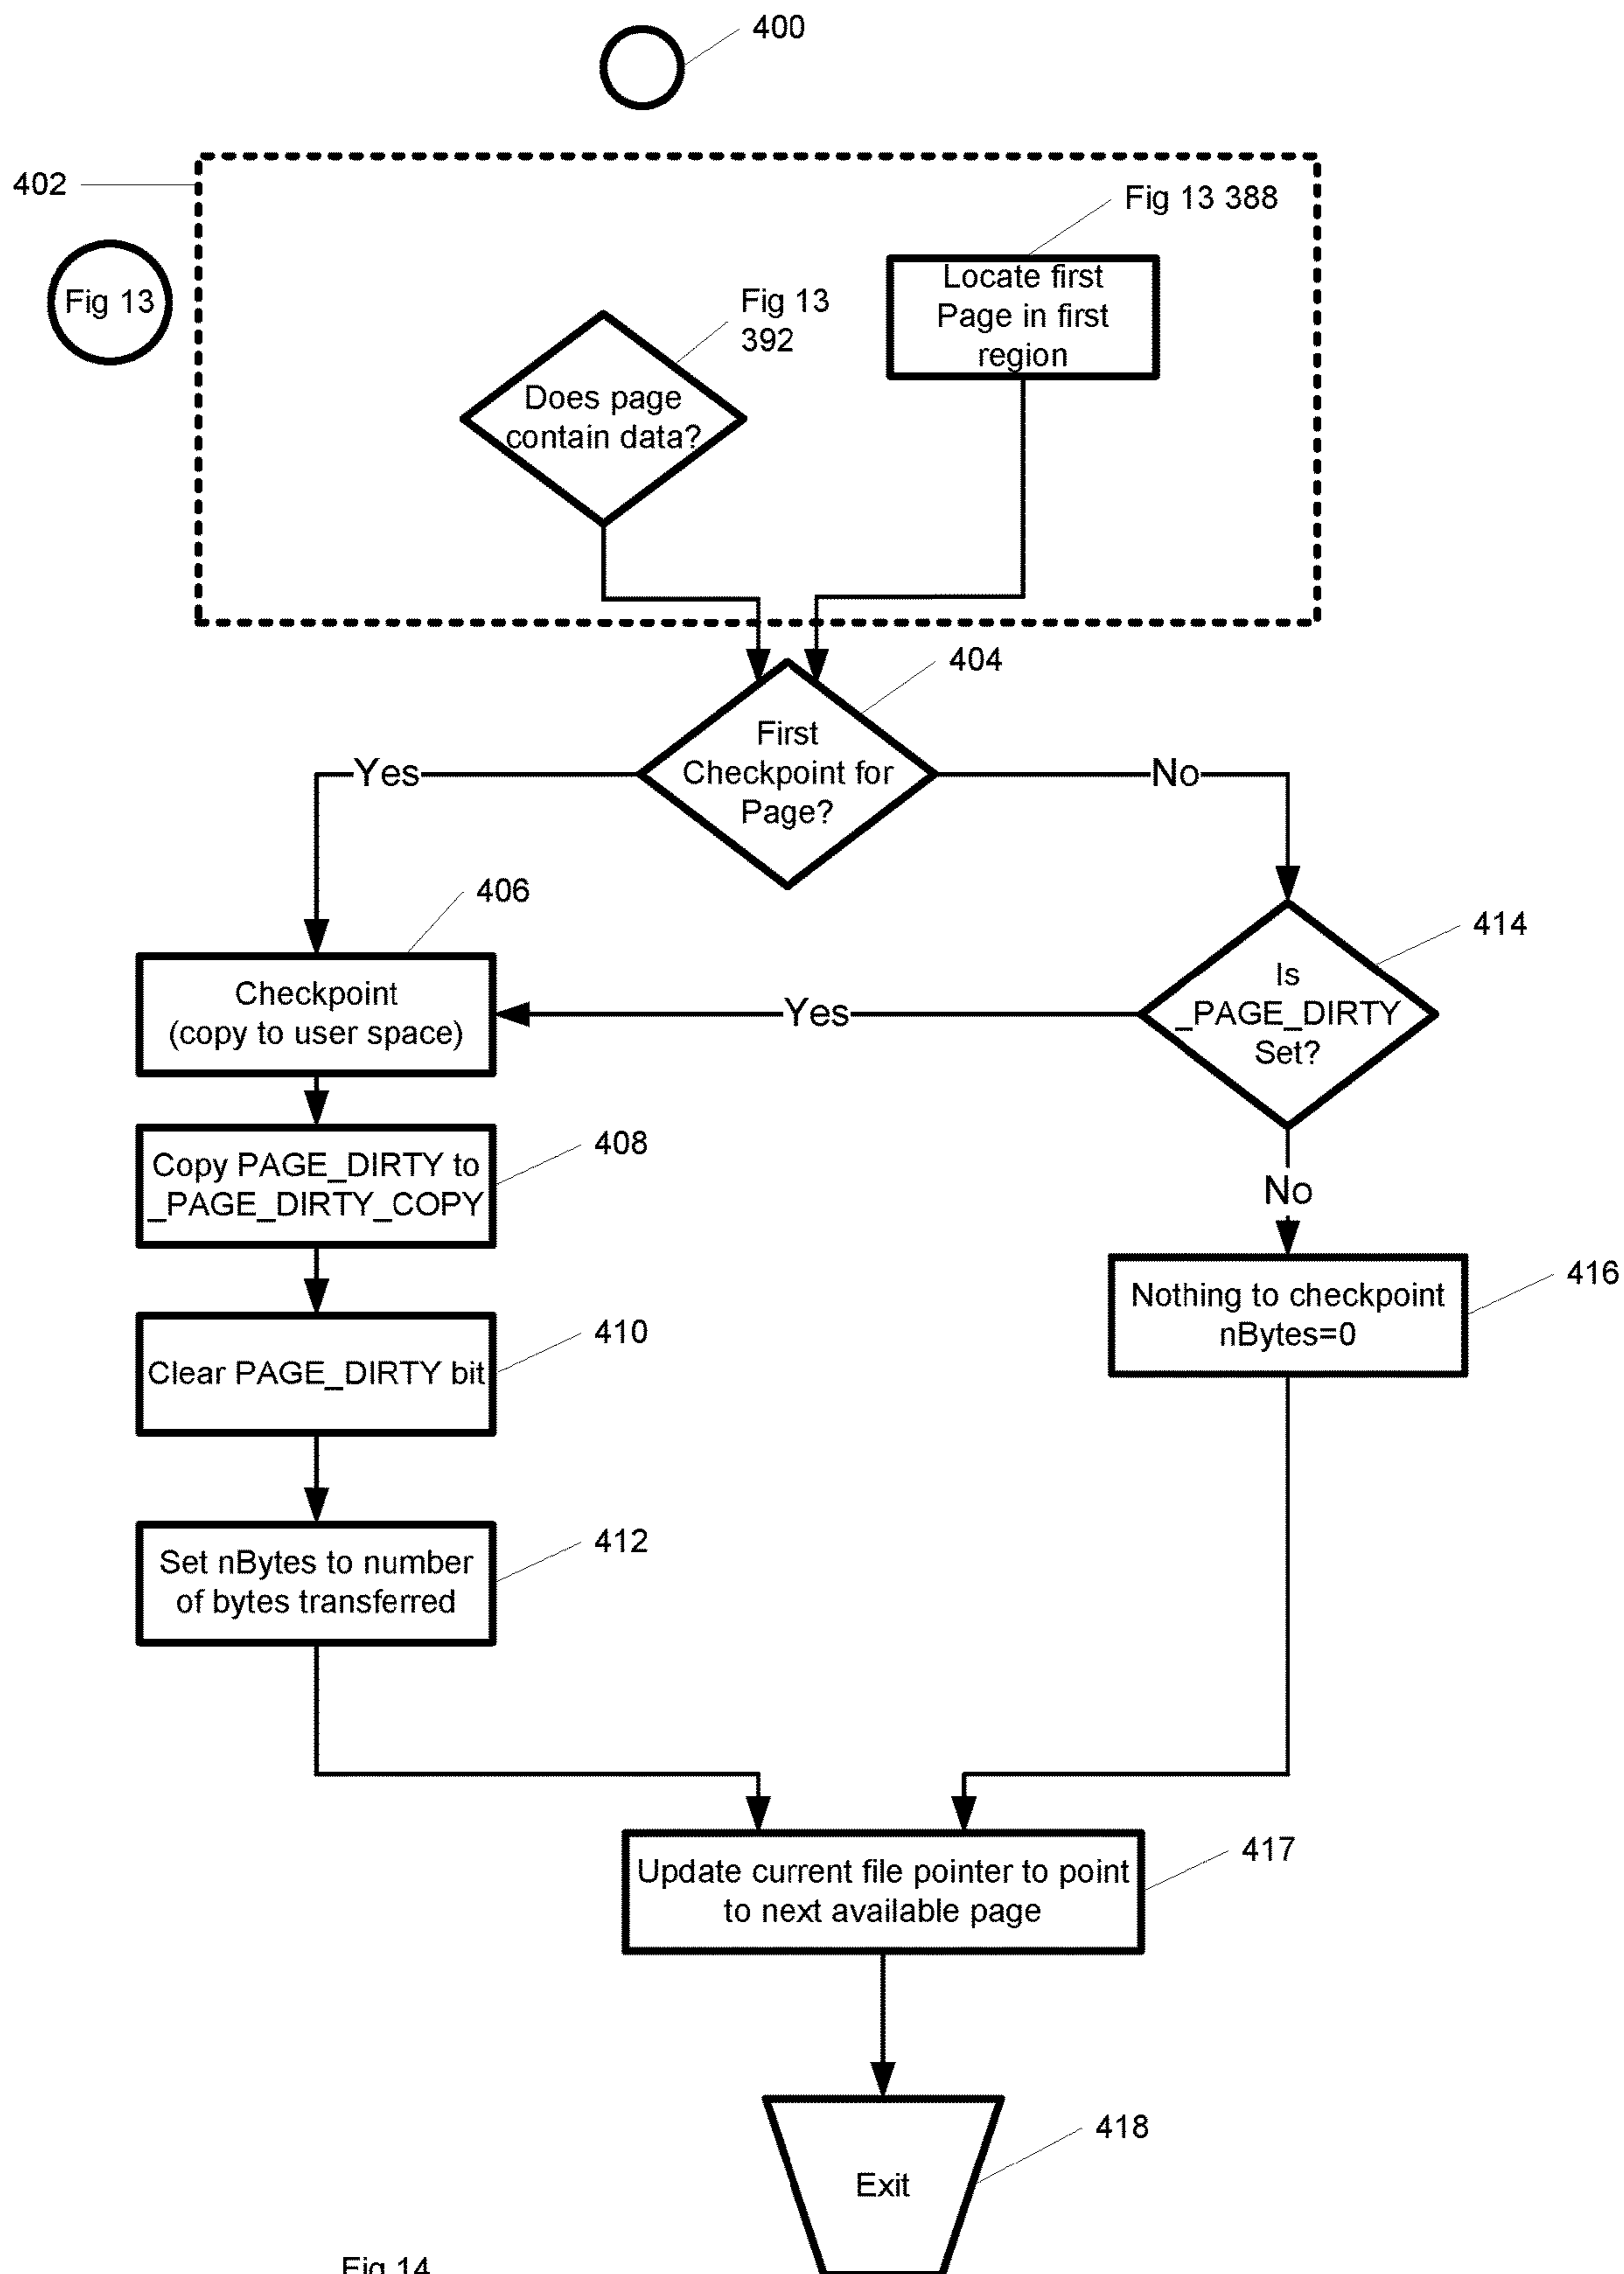 400
402
Fig 13 388
Locate first
Page in first
region
Fig 13
Fig 13
392
Does page
contain data?
404
First
Checkpoint for
Page?
Yes
No
406
414
Checkpoint
(copy to user space)
Is
_PAGE_DIRTY
Set?
Yes
408
Copy PAGE_DIRTY to
_PAGE_DIRTY_COPY
No
416
Nothing to checkpoint
nBytes=0
410
Clear PAGE_DIRTY bit
412
Set nBytes to number
of bytes transferred
417
Update current file pointer to point
to next available page
418
Exit
Fig 14